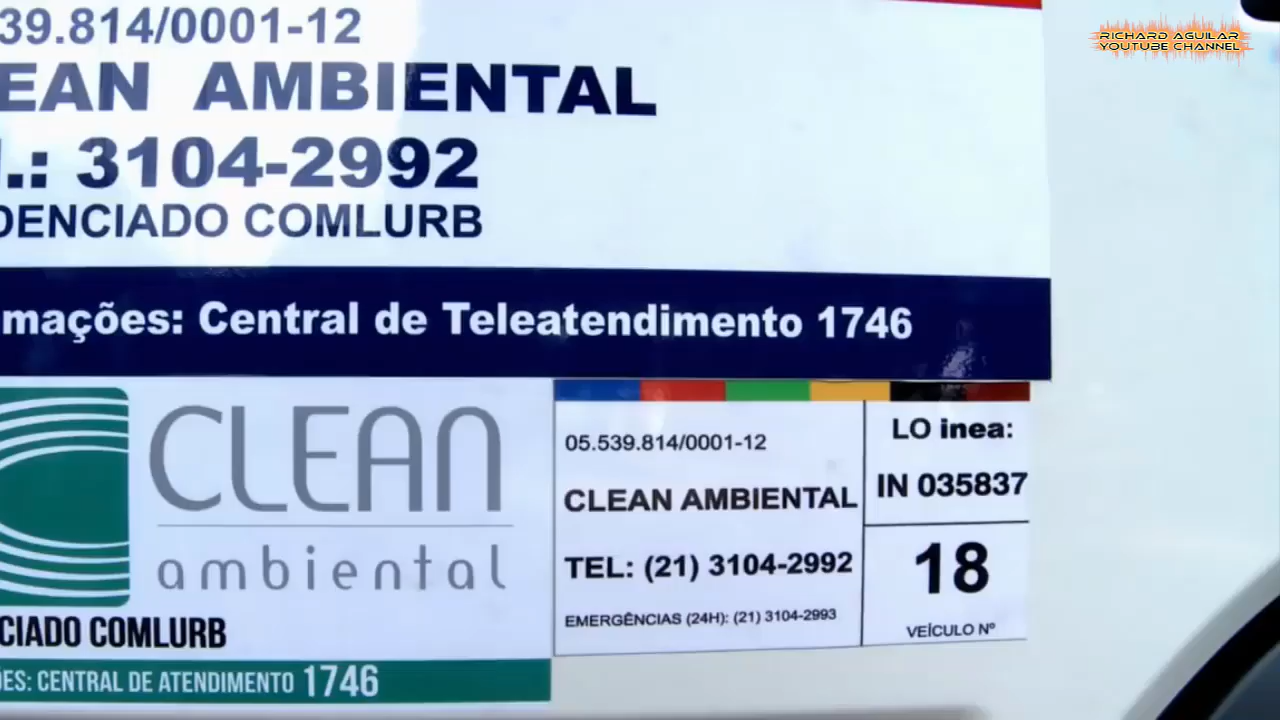 39.814/0001-12
EAN AMBIENTAL
l.: 3104-2992
DENCIADO COMLURB
mações: Central de Teleatendimento 1746
CLEAN
ambiental
CIADO COMLURB
ÕES: CENTRAL DE ATENDIMENTO 1746
05.539.814/0001-12
CLEAN AMBIENTAL
TEL: (21) 3104-2992
EMERGÊNCIAS (24H): (21) 3104-2993
LO inea:
IN 035837
18
VEÍCULO Nº
RICHARD AGUILAR
YOUTUBE CHANNEL